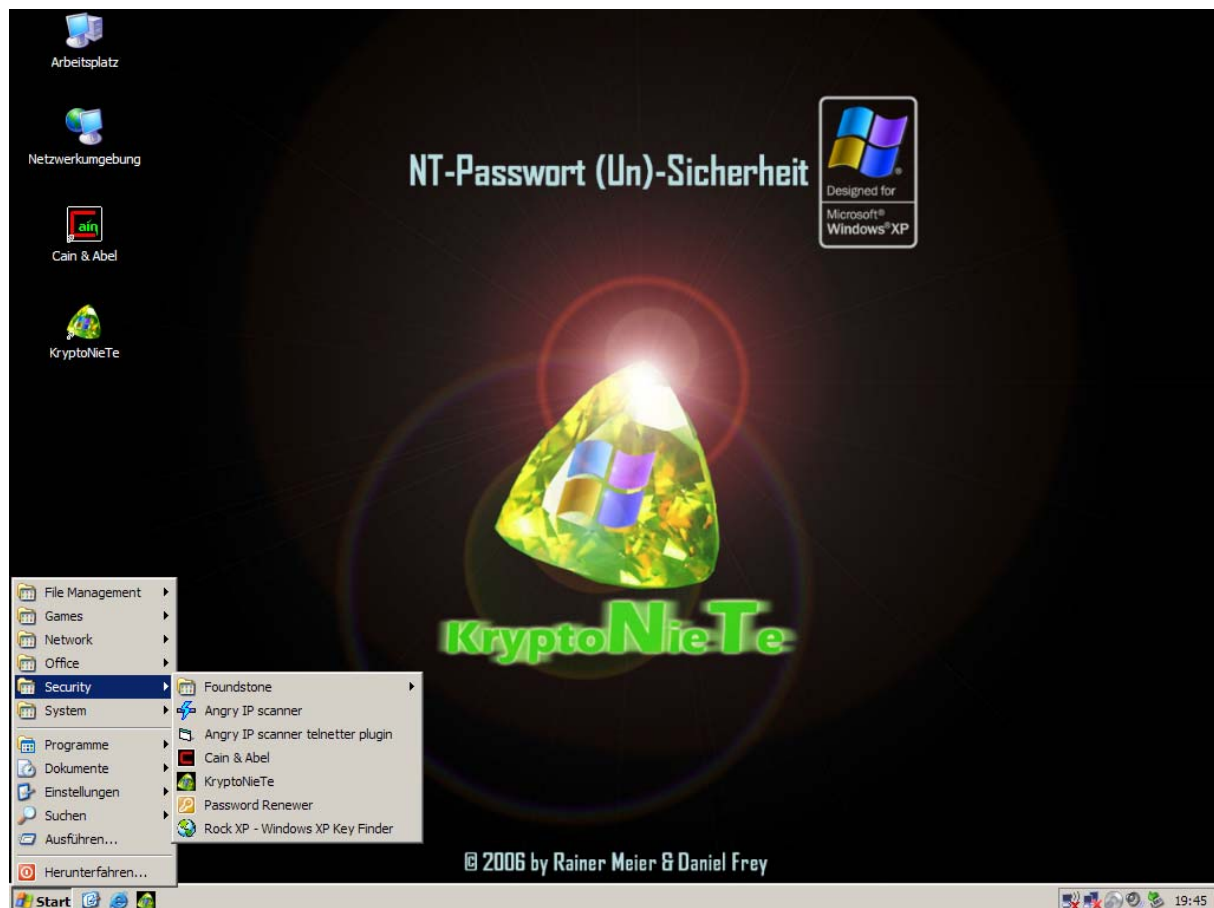 Arbeitsplatz
Netzwerkumgebung
Cain
Cain & Abel
KryptoNieTe
NT-Passwort (Un)-Sicherheit
Designed for
Microsoft®
Windows®XP
KryptoNieTe
© 2006 by Rainer Meier & Daniel Frey
File Management
Games
Network
Office
Security
System
Programme
Dokumente
Einstellungen
Suchen
Ausführen...
Herunterfahren...
Foundstone
Angry IP scanner
Angry IP scanner telnetter plugin
Cain & Abel
KryptoNieTe
Password Renewer
Rock XP - Windows XP Key Finder
Start
19:45